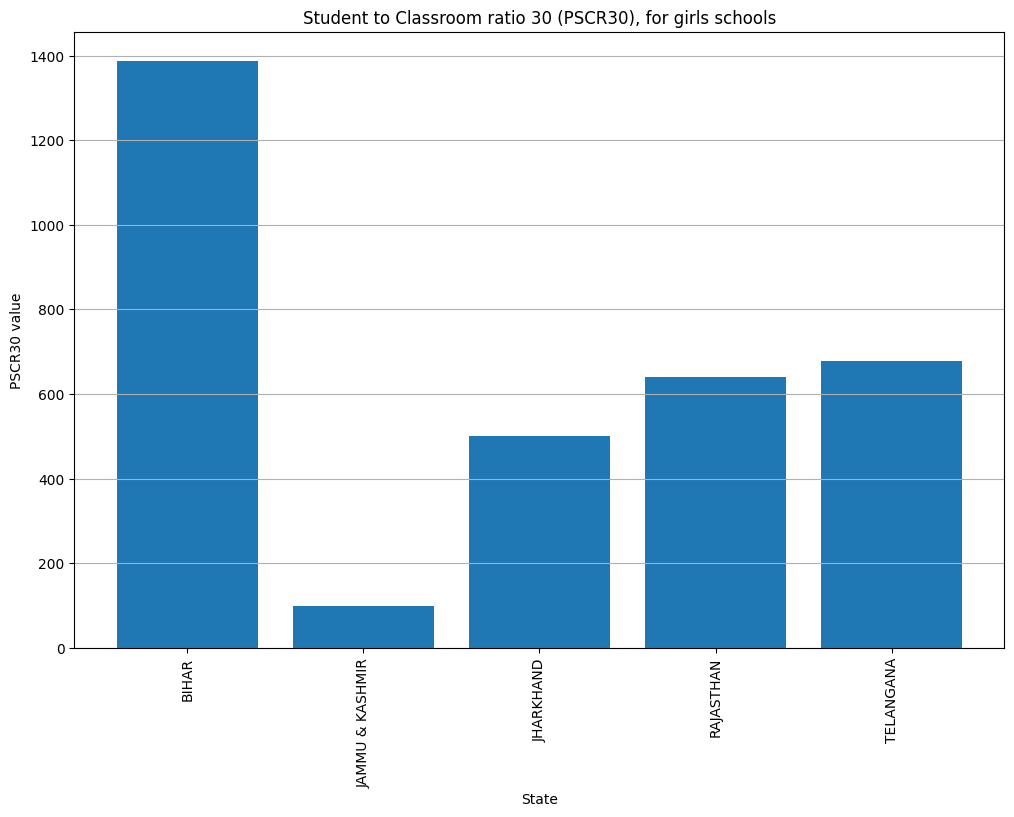 Student to Classroom ratio 30 (PSCR30), for girls schools
PSCR30 value
1400
1200
1000
800
600
400
200
0
BIHAR
JAMMU & KASHMIR
JHARKHAND
RAJASTHAN
TELANGANA
State